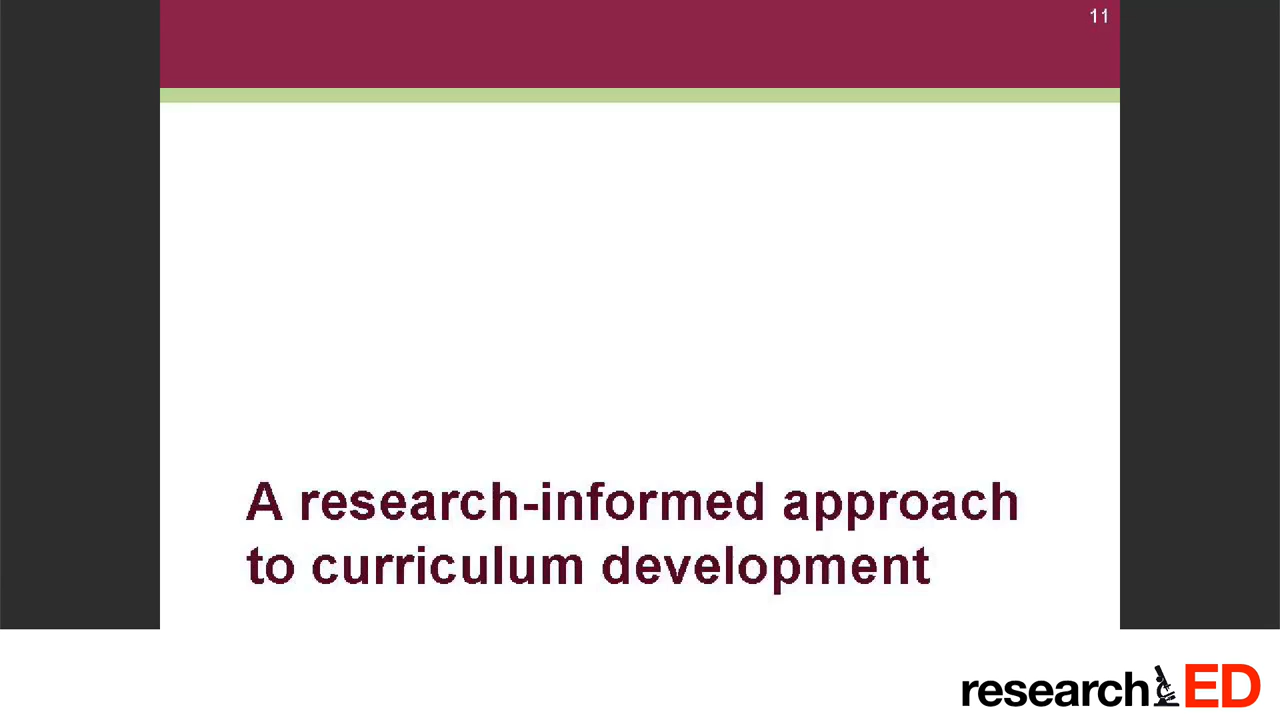 11
A research-informed approach
to curriculum development
researchED